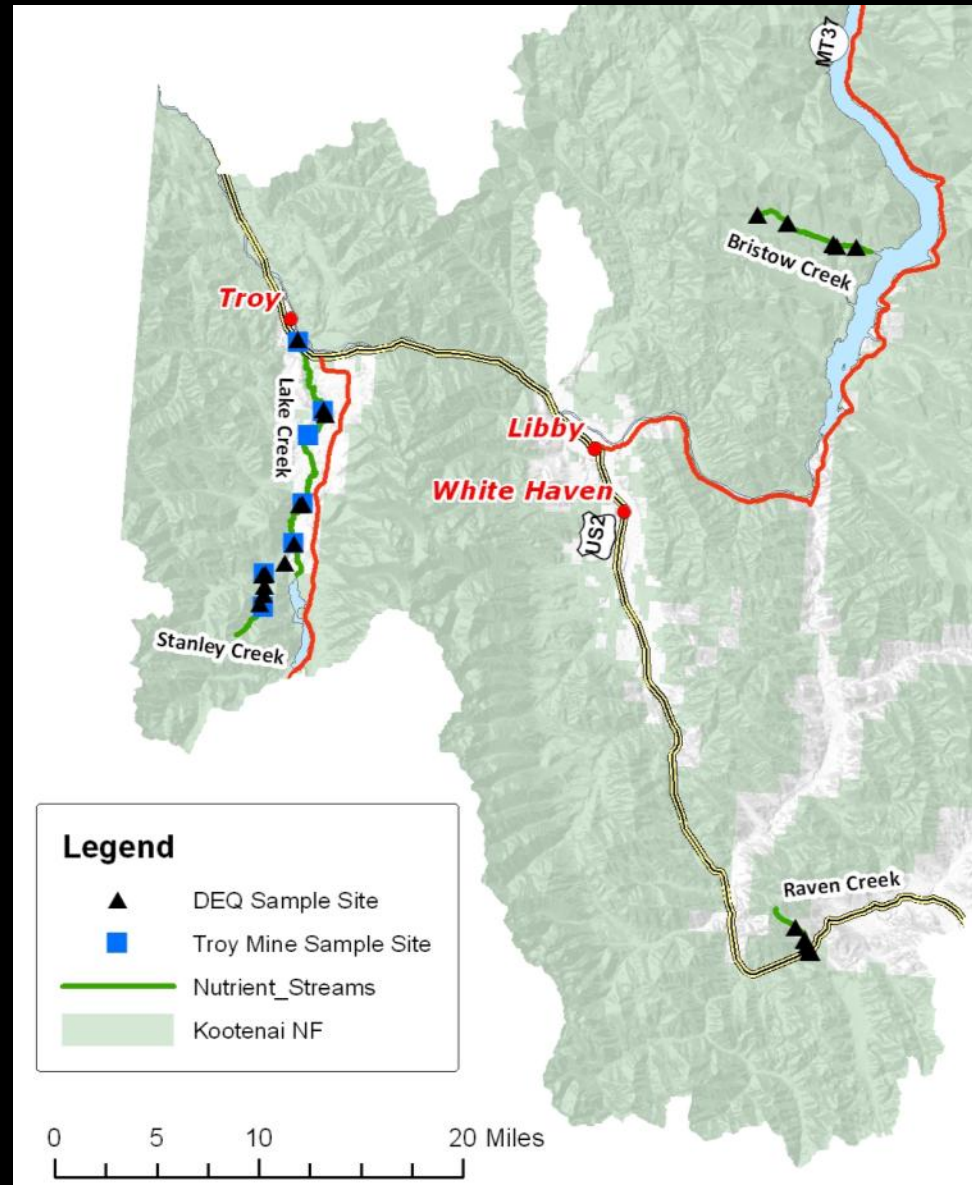 MT37
Bristow Creek
Troy
Lake Creek
Libby
White Haven
US2
Stanley Creek
Raven Creek
Legend
DEQ Sample Site
Troy Mine Sample Site
Nutrient_Streams
Kootenai NF
0 5 10 20 Miles